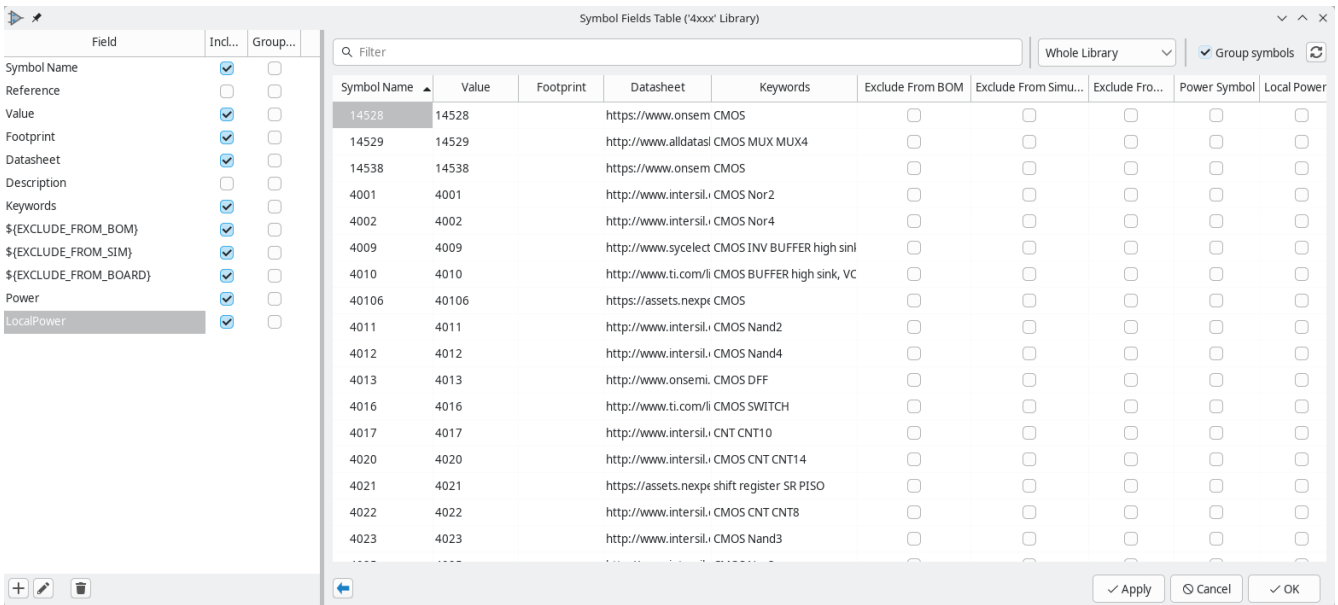 Symbol Fields Table ('4xxx' Library)
Field Incl... Group...
Symbol Name
Reference
Value
Footprint
Datasheet
Description
Keywords
${EXCLUDE_FROM_BOM}
${EXCLUDE_FROM_SIM}
${EXCLUDE_FROM_BOARD}
Power
LocalPower
Filter Whole Library Group symbols
Symbol Name Value Footprint Datasheet Keywords Exclude From BOM Exclude From Simu... Exclude Fro... Power Symbol Local Power
14528 14528 https://www.onsem CMOS
14529 14529 http://www.alldatas CMOS MUX MUX4
14538 14538 https://www.onsem CMOS
4001 4001 http://www.intersil. CMOS Nor2
4002 4002 http://www.intersil. CMOS Nor4
4009 4009 http://www.sycelect CMOS INV BUFFER high sink
4010 4010 http://www.ti.com/li CMOS BUFFER high sink, VC
40106 40106 https://assets.nexpe CMOS
4011 4011 http://www.intersil. CMOS Nand2
4012 4012 http://www.intersil. CMOS Nand4
4013 4013 http://www.onsemi. CMOS DFF
4016 4016 http://www.ti.com/li CMOS SWITCH
4017 4017 http://www.intersil. CNT CNT10
4020 4020 http://www.intersil. CMOS CNT CNT14
4021 4021 https://assets.nexpe shift register SR PISO
4022 4022 http://www.intersil. CMOS CNT CNT8
4023 4023 http://www.intersil. CMOS Nand3
Apply Cancel OK